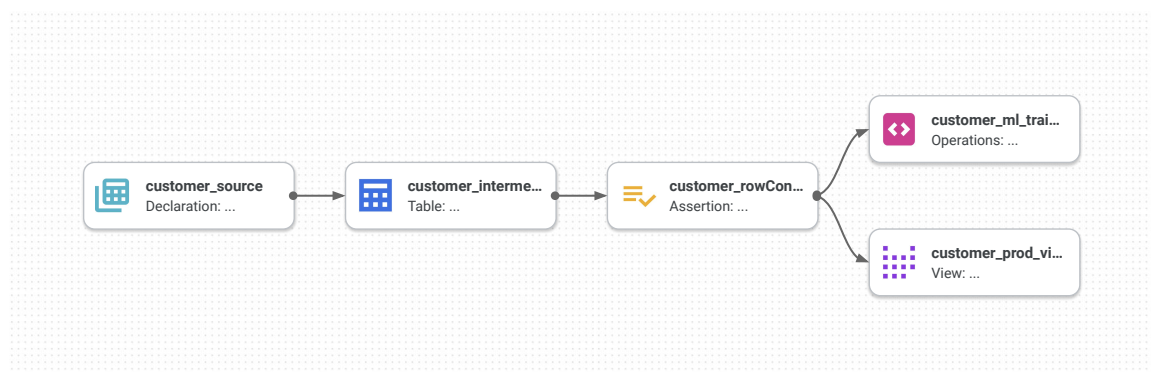 customer_source
Declaration: ...
customer_interme...
Table: ...
customer_rowCon...
Assertion: ...
customer_ml_trai...
Operations: ...
customer_prod_vi...
View: ...